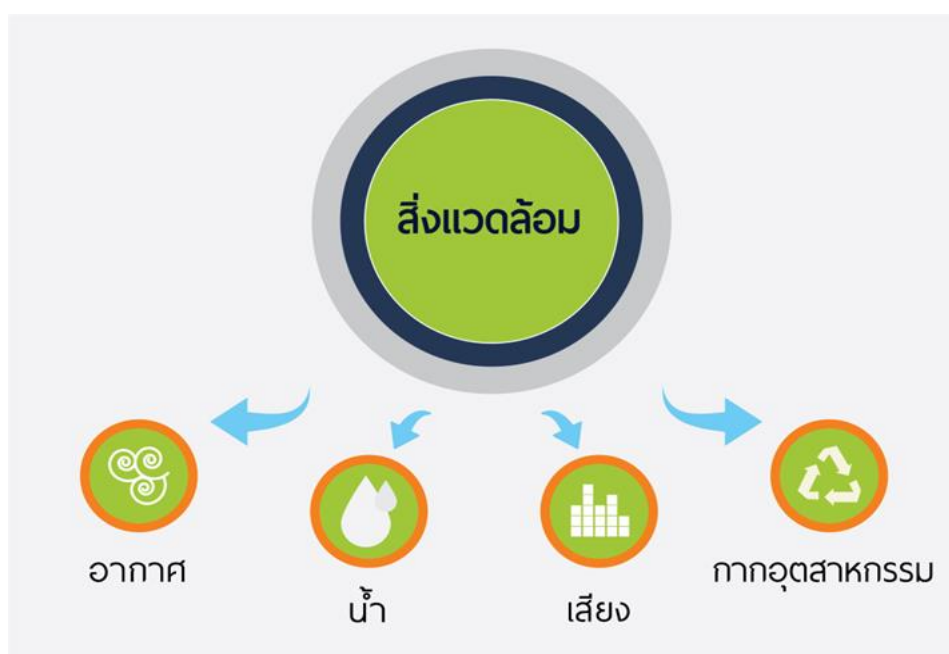 สิ่งแวดล้อม
อากาศ
น้ำ
เสียง
กากอุตสาหกรรม